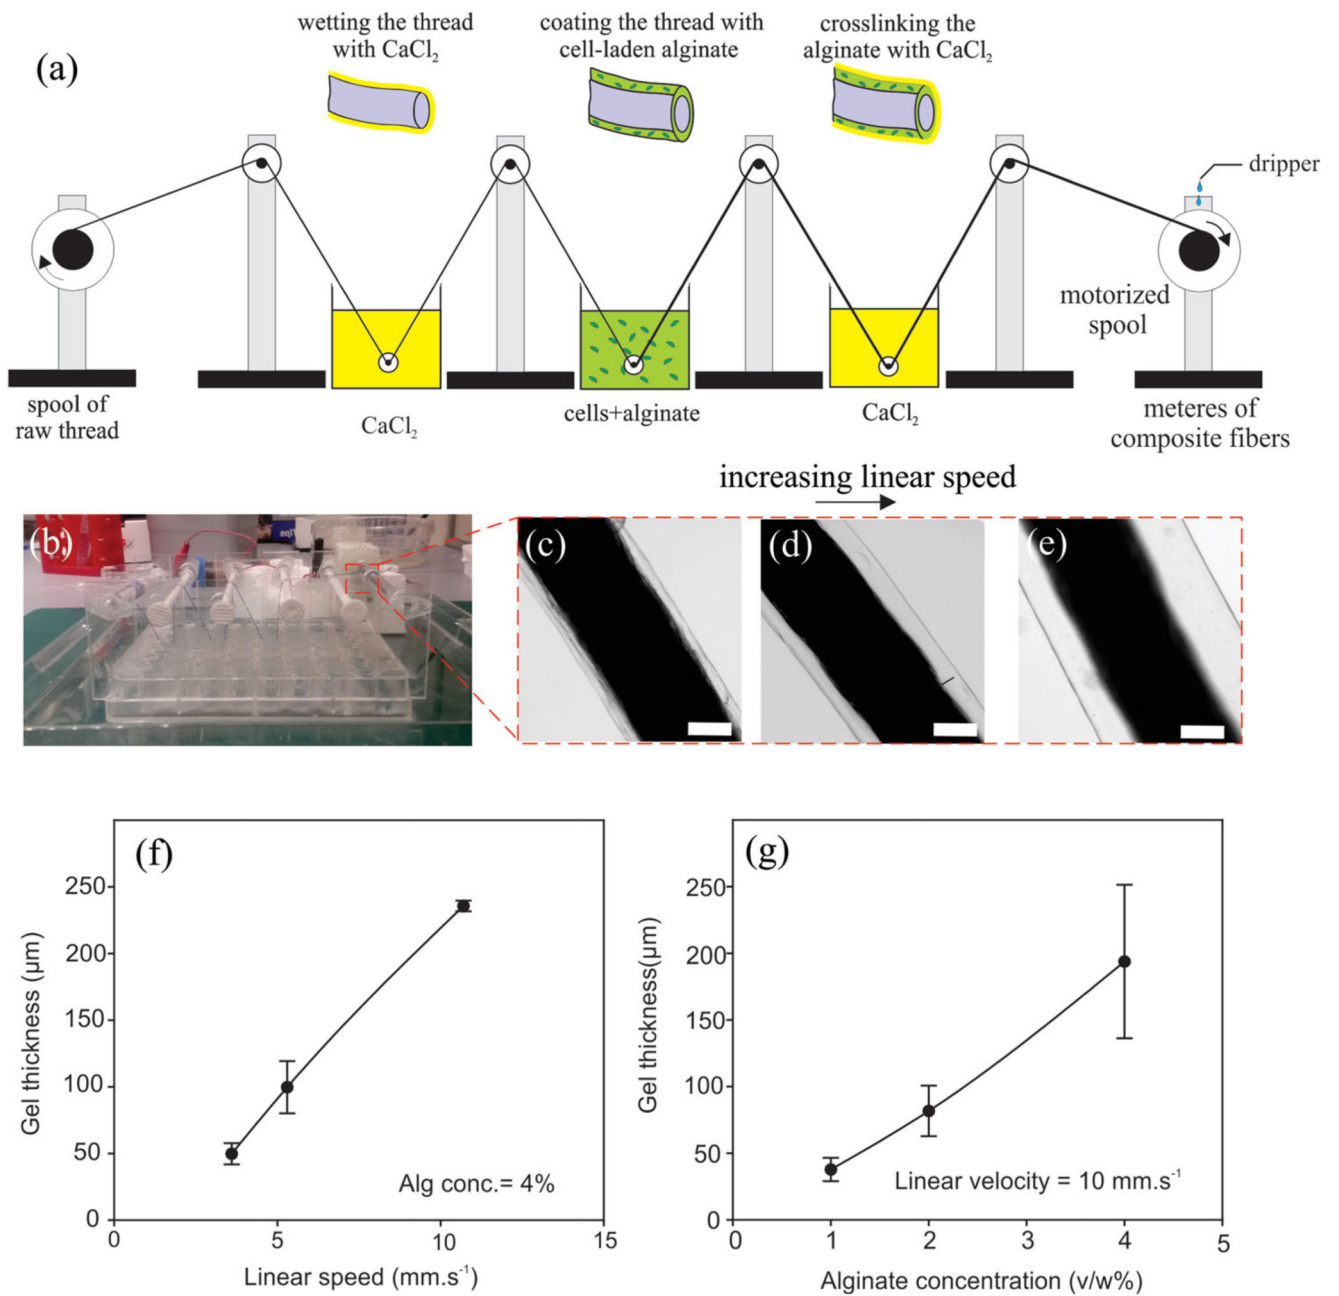 (a)
wetting the thread
with CaCl₂
coating the thread with
cell-laden alginate
crosslinking the
alginate with CaCl₂
dripper
motorized
spool
spool of
raw thread
CaCl₂
cells+alginate
CaCl₂
meteres of
composite fibers
increasing linear speed
(b)
(c)
(d)
(e)
(f)
Gel thickness (µm)
250
200
150
100
50
0
Alg conc.= 4%
0 5 10 15
Linear speed (mm.s⁻¹)
(g)
Gel thickness(µm)
250
200
150
100
50
0
Linear velocity = 10 mm.s⁻¹
0 1 2 3 4 5
Alginate concentration (v/w%)